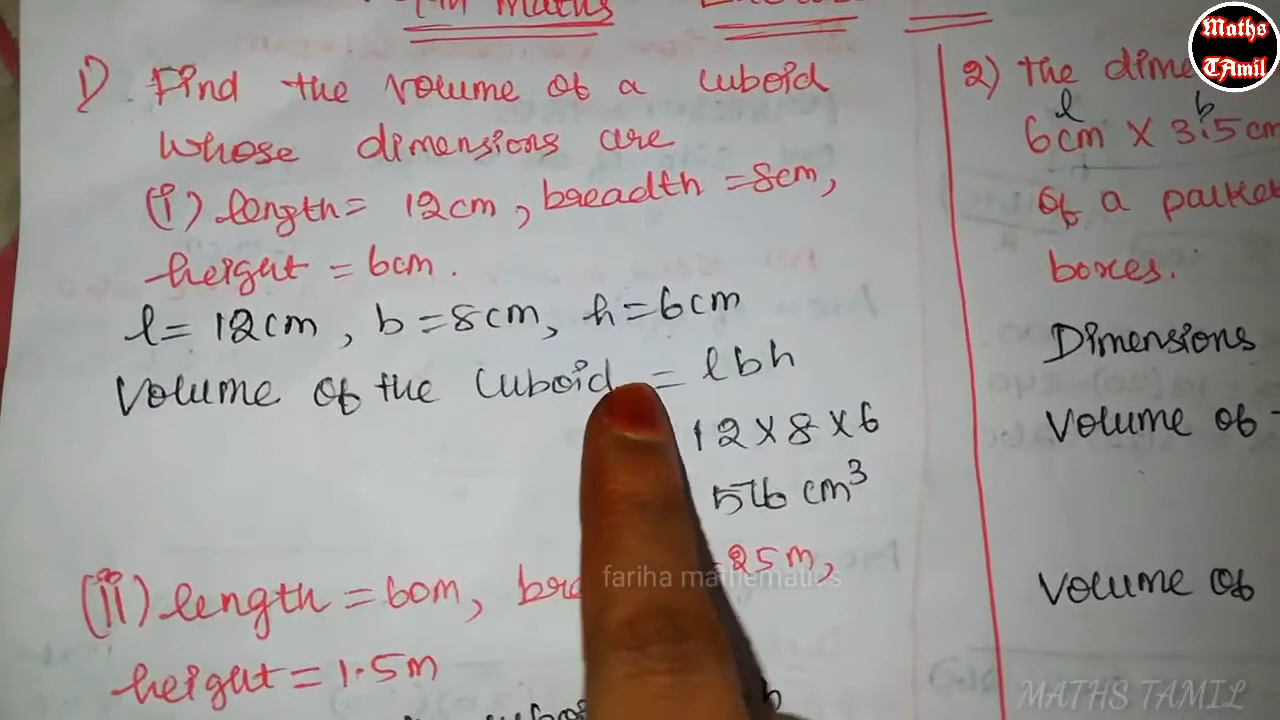 Maths
TAmil
Maths
1) Find the volume of a cuboid
whose dimensions are
(i) length = 12cm, breadth = 8cm,
height = 6cm.
l = 12cm, b = 8cm, h = 6cm
Volume of the cuboid = lbh
12 x 8 x 6
576 cm³
(ii) length = 60m, 25m,
height = 1.5m
2) The
l b
6cm x 3.5cm
of a packet
boxes.
Dimensions
Volume of
Volume of
fariha mathematics
MATHS TAMIL